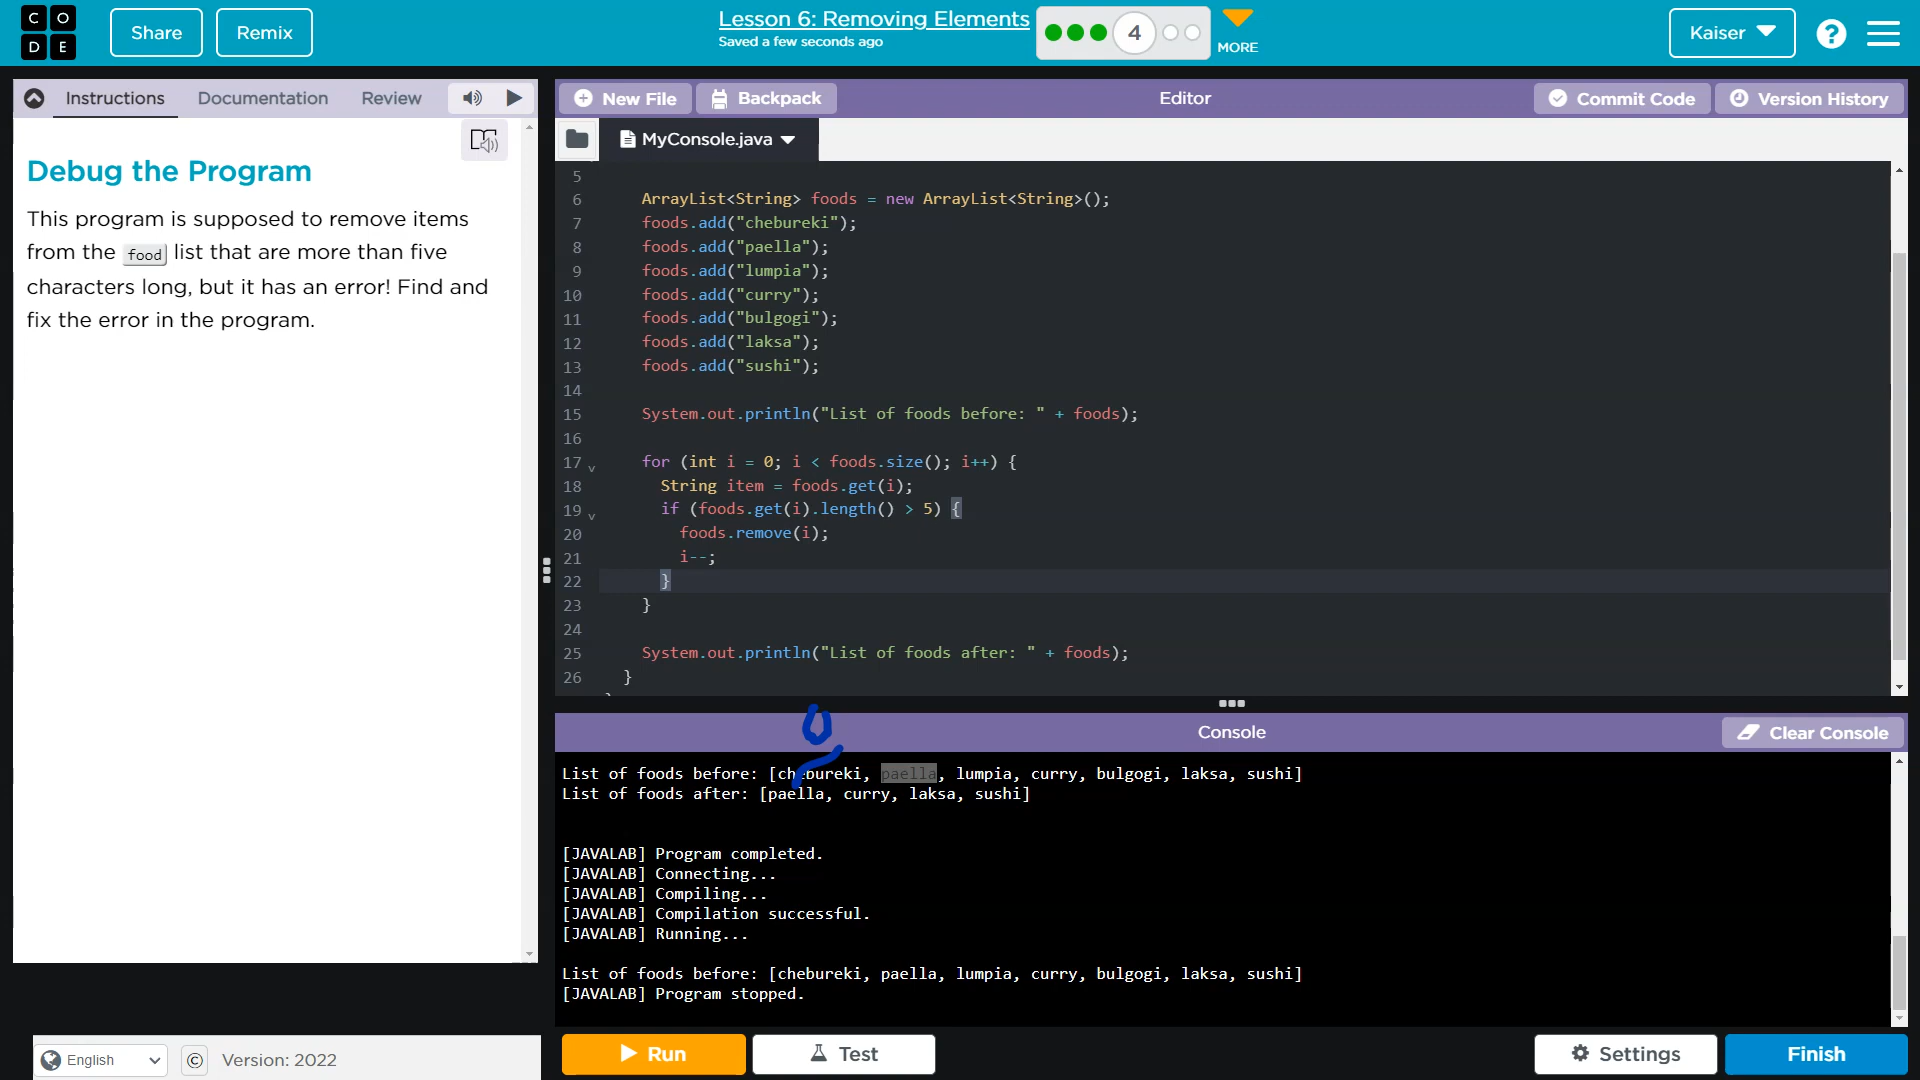 C O
D E
Share
Remix
Lesson 6: Removing Elements
Saved a few seconds ago
4
MORE
Kaiser
?
Instructions
Documentation
Review
New File
Backpack
Editor
Commit Code
Version History
MyConsole.java
Debug the Program
This program is supposed to remove items
from the food list that are more than five
characters long, but it has an error! Find and
fix the error in the program.
5
6 ArrayList<String> foods = new ArrayList<String>();
7 foods.add("chebureki");
8 foods.add("paella");
9 foods.add("lumpia");
10 foods.add("curry");
11 foods.add("bulgogi");
12 foods.add("laksa");
13 foods.add("sushi");
14
15 System.out.println("List of foods before: " + foods);
16
17 for (int i = 0; i < foods.size(); i++) {
18 String item = foods.get(i);
19 if (foods.get(i).length() > 5) {
20 foods.remove(i);
21 i--;
22 }
23 }
24
25 System.out.println("List of foods after: " + foods);
26 }
Console
Clear Console
List of foods before: [chebureki, paella, lumpia, curry, bulgogi, laksa, sushi]
List of foods after: [paella, curry, laksa, sushi]
[JAVALAB] Program completed.
[JAVALAB] Connecting...
[JAVALAB] Compiling...
[JAVALAB] Compilation successful.
[JAVALAB] Running...
List of foods before: [chebureki, paella, lumpia, curry, bulgogi, laksa, sushi]
[JAVALAB] Program stopped.
English
©
Version: 2022
Run
Test
Settings
Finish